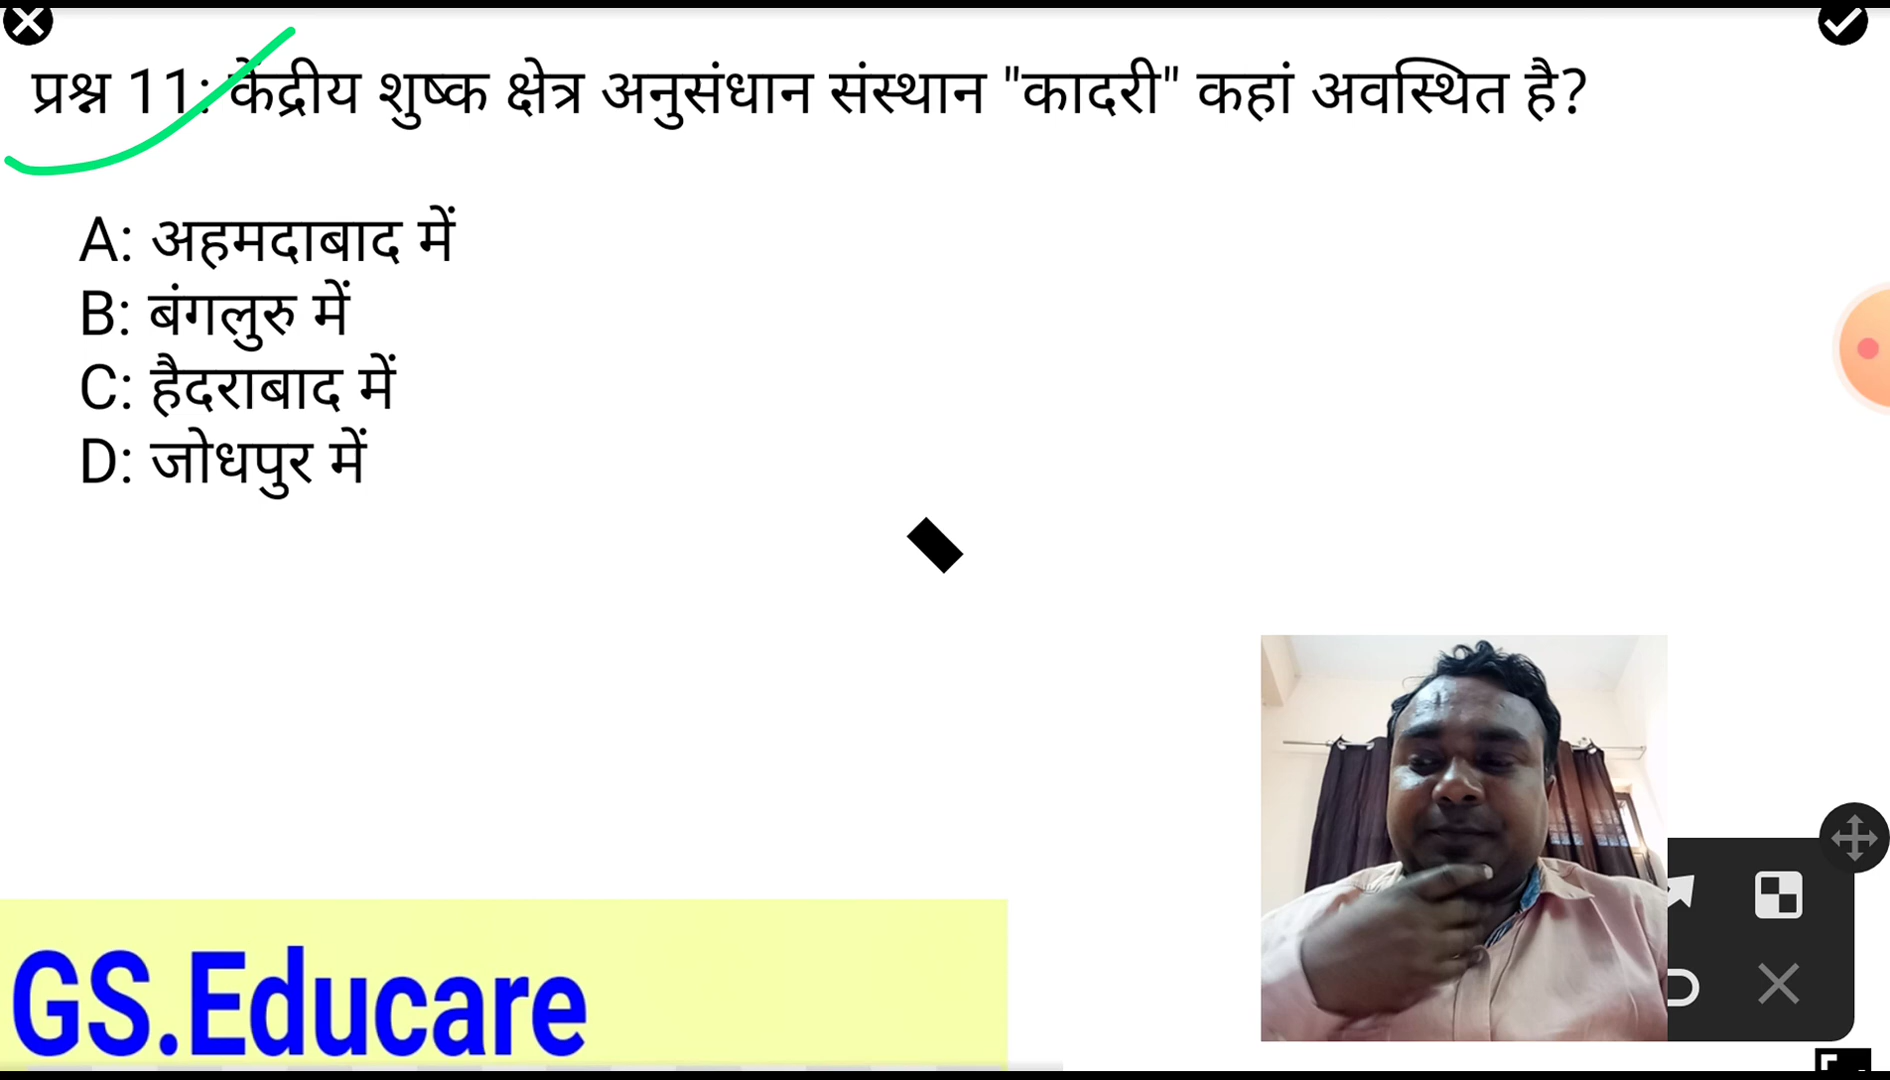 प्रश्न 11: केंद्रीय शुष्क क्षेत्र अनुसंधान संस्थान "कादरी" कहां अवस्थित है?
A: अहमदाबाद में
B: बंगलुरु में
C: हैदराबाद में
D: जोधपुर में
GS.Educare